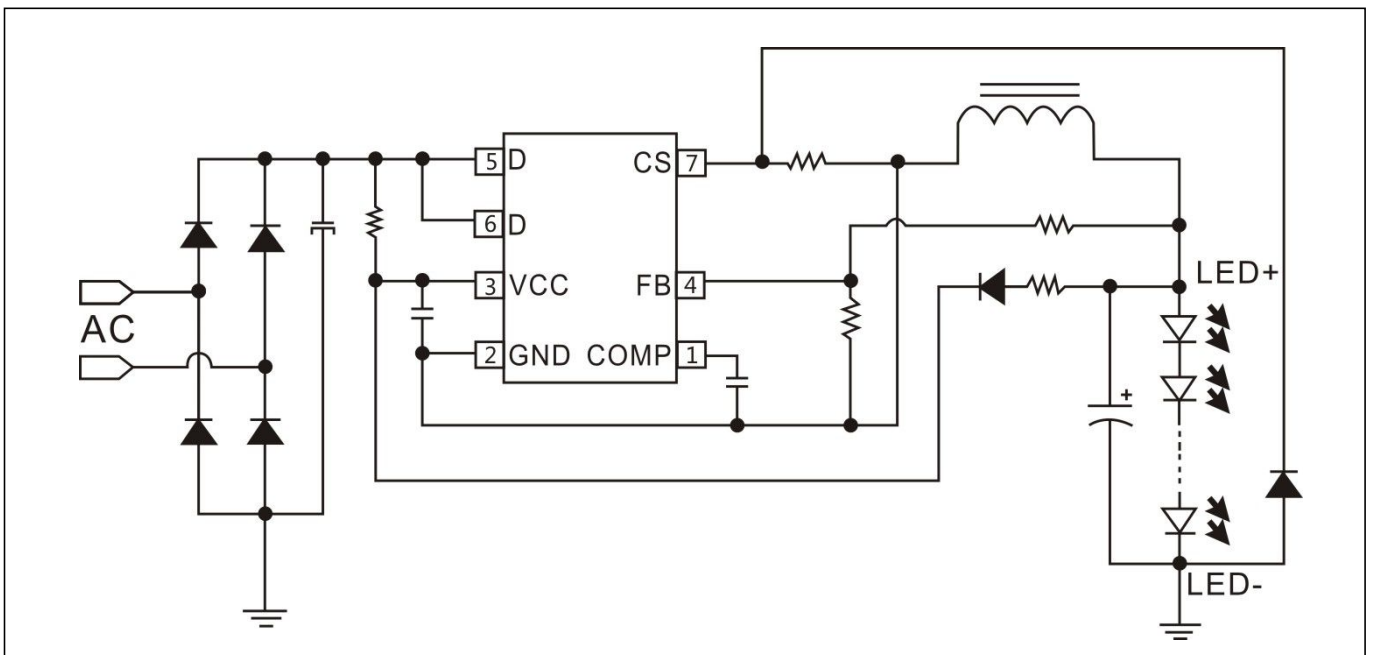 5 D CS 7
6 D
AC
3 VCC FB 4
LED+
2 GND COMP 1
+
LED-